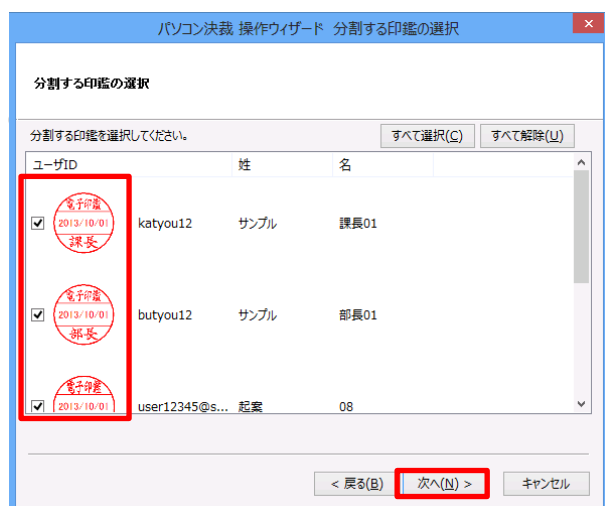 パソコン決裁 操作ウィザード 分割する印鑑の選択
×
分割する印鑑の選択
分割する印鑑を選択してください。 すべて選択(C) すべて解除(U)
ユーザID 姓 名
電子印鑑
2013/10/01 katyou12 サンプル 課長01
課長
電子印鑑
2013/10/01 butyou12 サンプル 部長01
部長
電子印鑑
2013/10/01 user12345@s... 起案 08
< 戻る(B) 次へ(N) > キャンセル